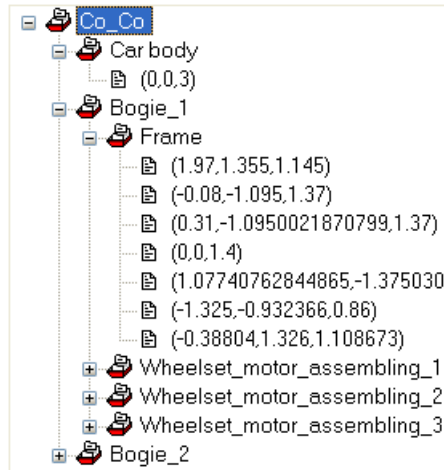 Co_Co
Car body
(0,0,3)
Bogie_1
Frame
(1.97,1.355,1.145)
(-0.08,-1.095,1.37)
(0.31,-1.0950021870799,1.37)
(0,0,1.4)
(1.07740762844865,-1.375030
(-1.325,-0.932366,0.86)
(-0.38804,1.326,1.108673)
Wheelset_motor_assembling_1
Wheelset_motor_assembling_2
Wheelset_motor_assembling_3
Bogie_2